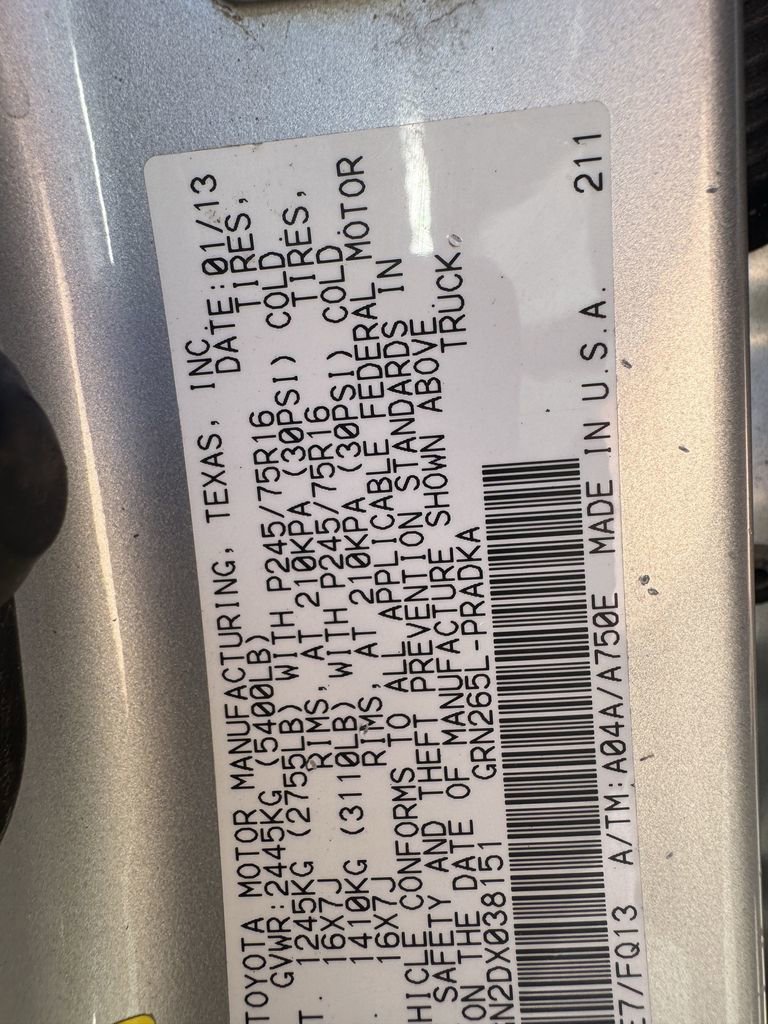 TOYOTA MOTOR MANUFACTURING, TEXAS, INC.
GVWR:2445KG (5400LB) DATE:01/13
T. 1245KG (2755LB) WITH P245/75R16 TIRES,
16X7J RIMS, AT 210KPA (30PSI) COLD
1410KG (3110LB) WITH P245/75R16 TIRES,
16X7J RIMS, AT 210KPA (30PSI) COLD
HICLE CONFORMS TO ALL APPLICABLE FEDERAL MOTOR
SAFETY AND THEFT PREVENTION STANDARDS IN
ON THE DATE OF MANUFACTURE SHOWN ABOVE.
N2DX038151 GRN265L-PRADKA TRUCK.
E7/FQ13 A/TM:A04A/A750E MADE IN U.S.A. 211